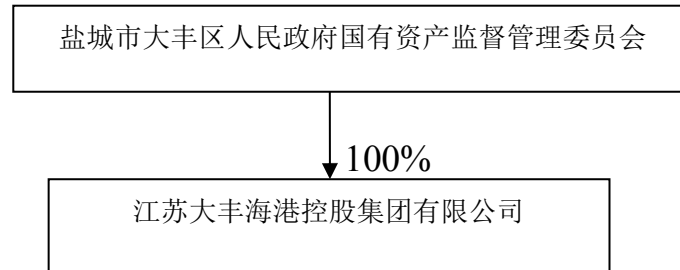 盐城市大丰区人民政府国有资产监督管理委员会
100%
江苏大丰海港控股集团有限公司